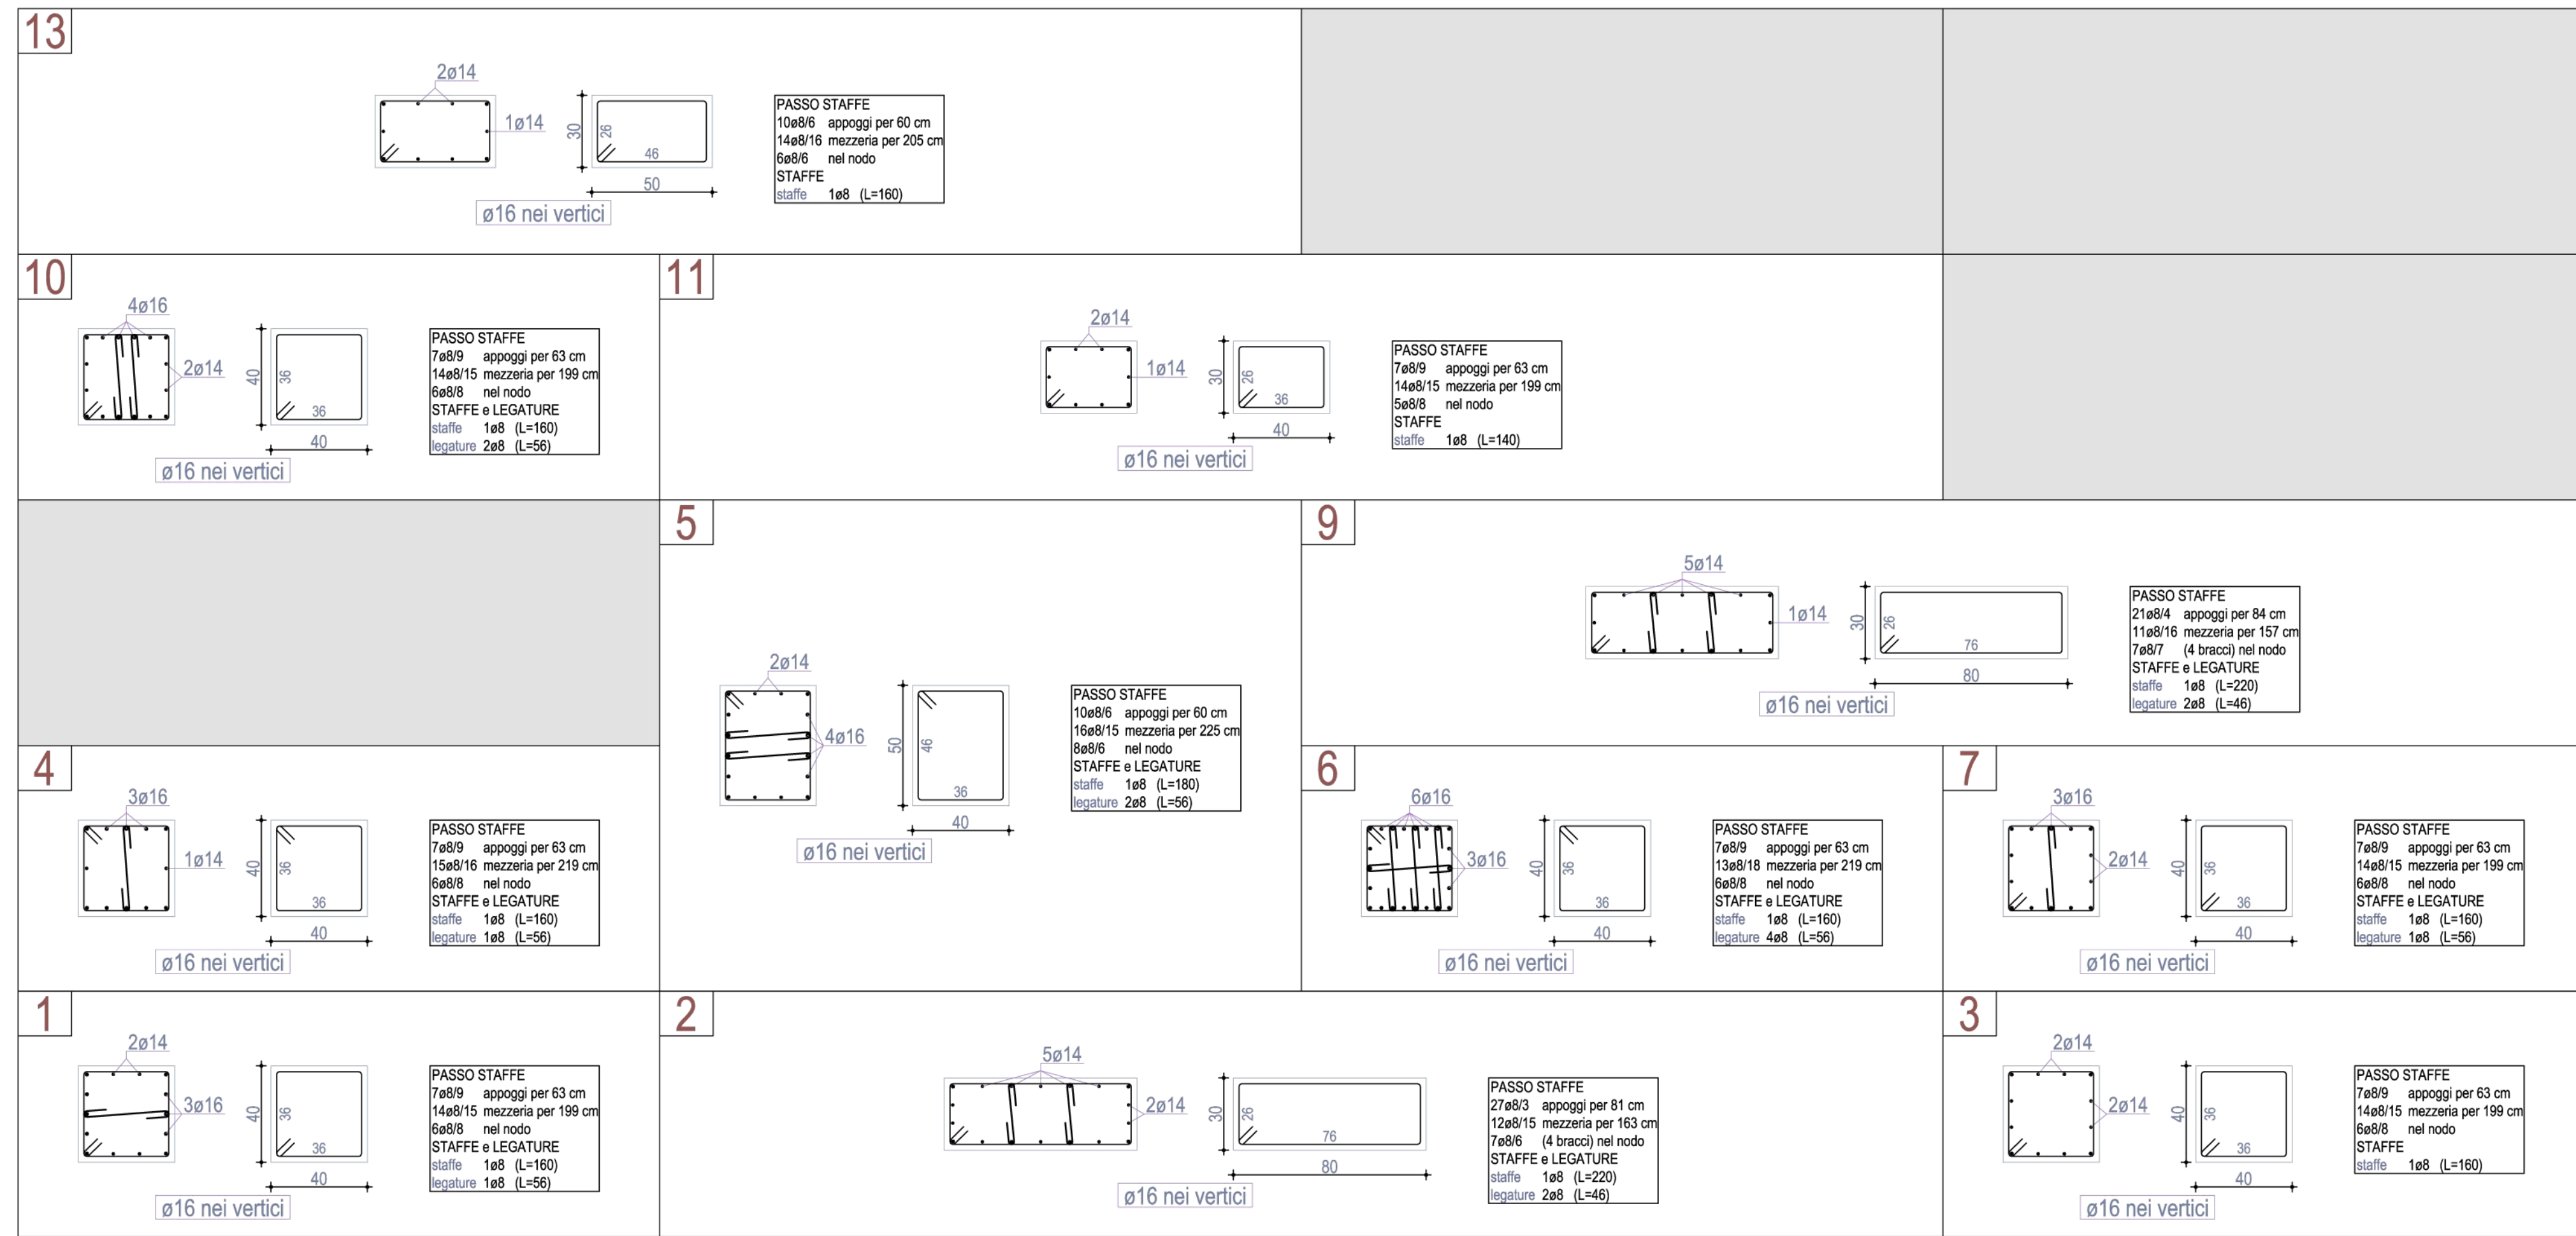 13
2ø14
1ø14
30
26
46
50
ø16 nei vertici
PASSO STAFFE
10ø8/6 appoggi per 60 cm
14ø8/16 mezzeria per 205 cm
6ø8/6 nel nodo
STAFFE
staffe 1ø8 (L=160)
10
4ø16
2ø14
40
36
36
40
ø16 nei vertici
PASSO STAFFE
7ø8/9 appoggi per 63 cm
14ø8/15 mezzeria per 199 cm
6ø8/8 nel nodo
STAFFE e LEGATURE
staffe 1ø8 (L=160)
legature 2ø8 (L=56)
11
2ø14
1ø14
30
26
36
40
ø16 nei vertici
PASSO STAFFE
7ø8/9 appoggi per 63 cm
14ø8/15 mezzeria per 199 cm
5ø8/8 nel nodo
STAFFE
staffe 1ø8 (L=140)
5
2ø14
4ø16
50
46
36
40
ø16 nei vertici
PASSO STAFFE
10ø8/6 appoggi per 60 cm
16ø8/15 mezzeria per 225 cm
8ø8/6 nel nodo
STAFFE e LEGATURE
staffe 1ø8 (L=180)
legature 2ø8 (L=56)
9
5ø14
1ø14
30
26
76
80
ø16 nei vertici
PASSO STAFFE
21ø8/4 appoggi per 84 cm
11ø8/16 mezzeria per 157 cm
7ø8/7 (4 bracci) nel nodo
STAFFE e LEGATURE
staffe 1ø8 (L=220)
legature 2ø8 (L=46)
4
3ø16
1ø14
40
36
36
40
ø16 nei vertici
PASSO STAFFE
7ø8/9 appoggi per 63 cm
15ø8/16 mezzeria per 219 cm
6ø8/8 nel nodo
STAFFE e LEGATURE
staffe 1ø8 (L=160)
legature 1ø8 (L=56)
6
6ø16
3ø16
40
36
36
40
ø16 nei vertici
PASSO STAFFE
7ø8/9 appoggi per 63 cm
13ø8/18 mezzeria per 219 cm
6ø8/8 nel nodo
STAFFE e LEGATURE
staffe 1ø8 (L=160)
legature 4ø8 (L=56)
7
3ø16
2ø14
40
36
36
40
ø16 nei vertici
PASSO STAFFE
7ø8/9 appoggi per 63 cm
14ø8/15 mezzeria per 199 cm
6ø8/8 nel nodo
STAFFE e LEGATURE
staffe 1ø8 (L=160)
legature 1ø8 (L=56)
1
2ø14
3ø16
40
36
36
40
ø16 nei vertici
PASSO STAFFE
7ø8/9 appoggi per 63 cm
14ø8/15 mezzeria per 199 cm
6ø8/8 nel nodo
STAFFE e LEGATURE
staffe 1ø8 (L=160)
legature 1ø8 (L=56)
2
5ø14
2ø14
30
26
76
80
ø16 nei vertici
PASSO STAFFE
27ø8/3 appoggi per 81 cm
12ø8/15 mezzeria per 163 cm
7ø8/6 (4 bracci) nel nodo
STAFFE e LEGATURE
staffe 1ø8 (L=220)
legature 2ø8 (L=46)
3
2ø14
2ø14
40
36
36
40
ø16 nei vertici
PASSO STAFFE
7ø8/9 appoggi per 63 cm
14ø8/15 mezzeria per 199 cm
6ø8/8 nel nodo
STAFFE
staffe 1ø8 (L=160)